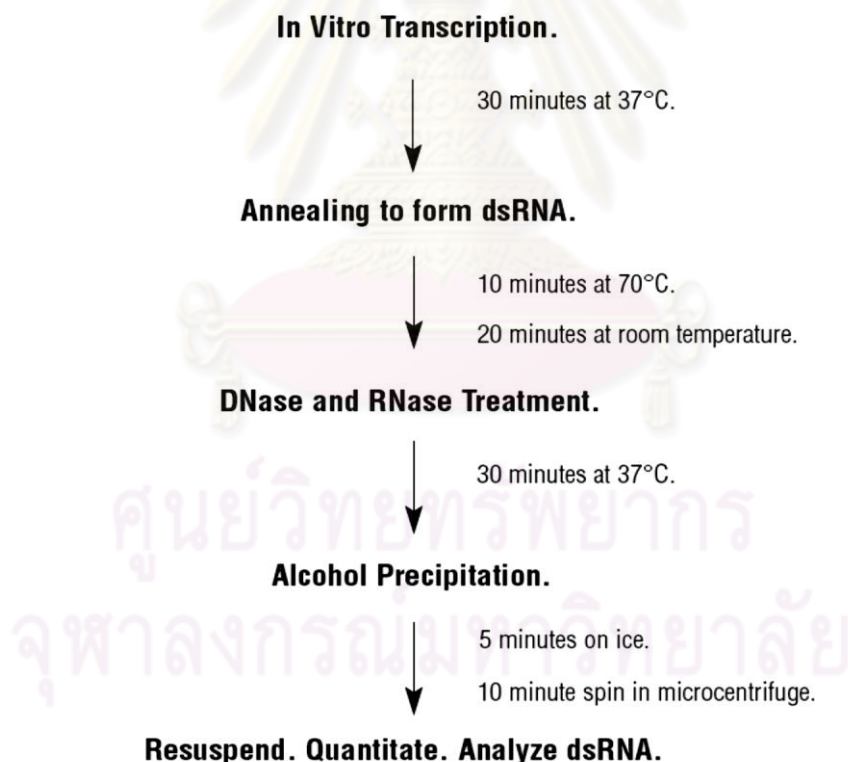 In Vitro Transcription.
30 minutes at 37°C.
Annealing to form dsRNA.
10 minutes at 70°C.
20 minutes at room temperature.
DNase and RNase Treatment.
30 minutes at 37°C.
ศูนย์วิทยทรัพยากร
Alcohol Precipitation.
จุฬาลงกรณ์มหาวิทยาลัย
5 minutes on ice.
10 minute spin in microcentrifuge.
Resuspend. Quantitate. Analyze dsRNA.